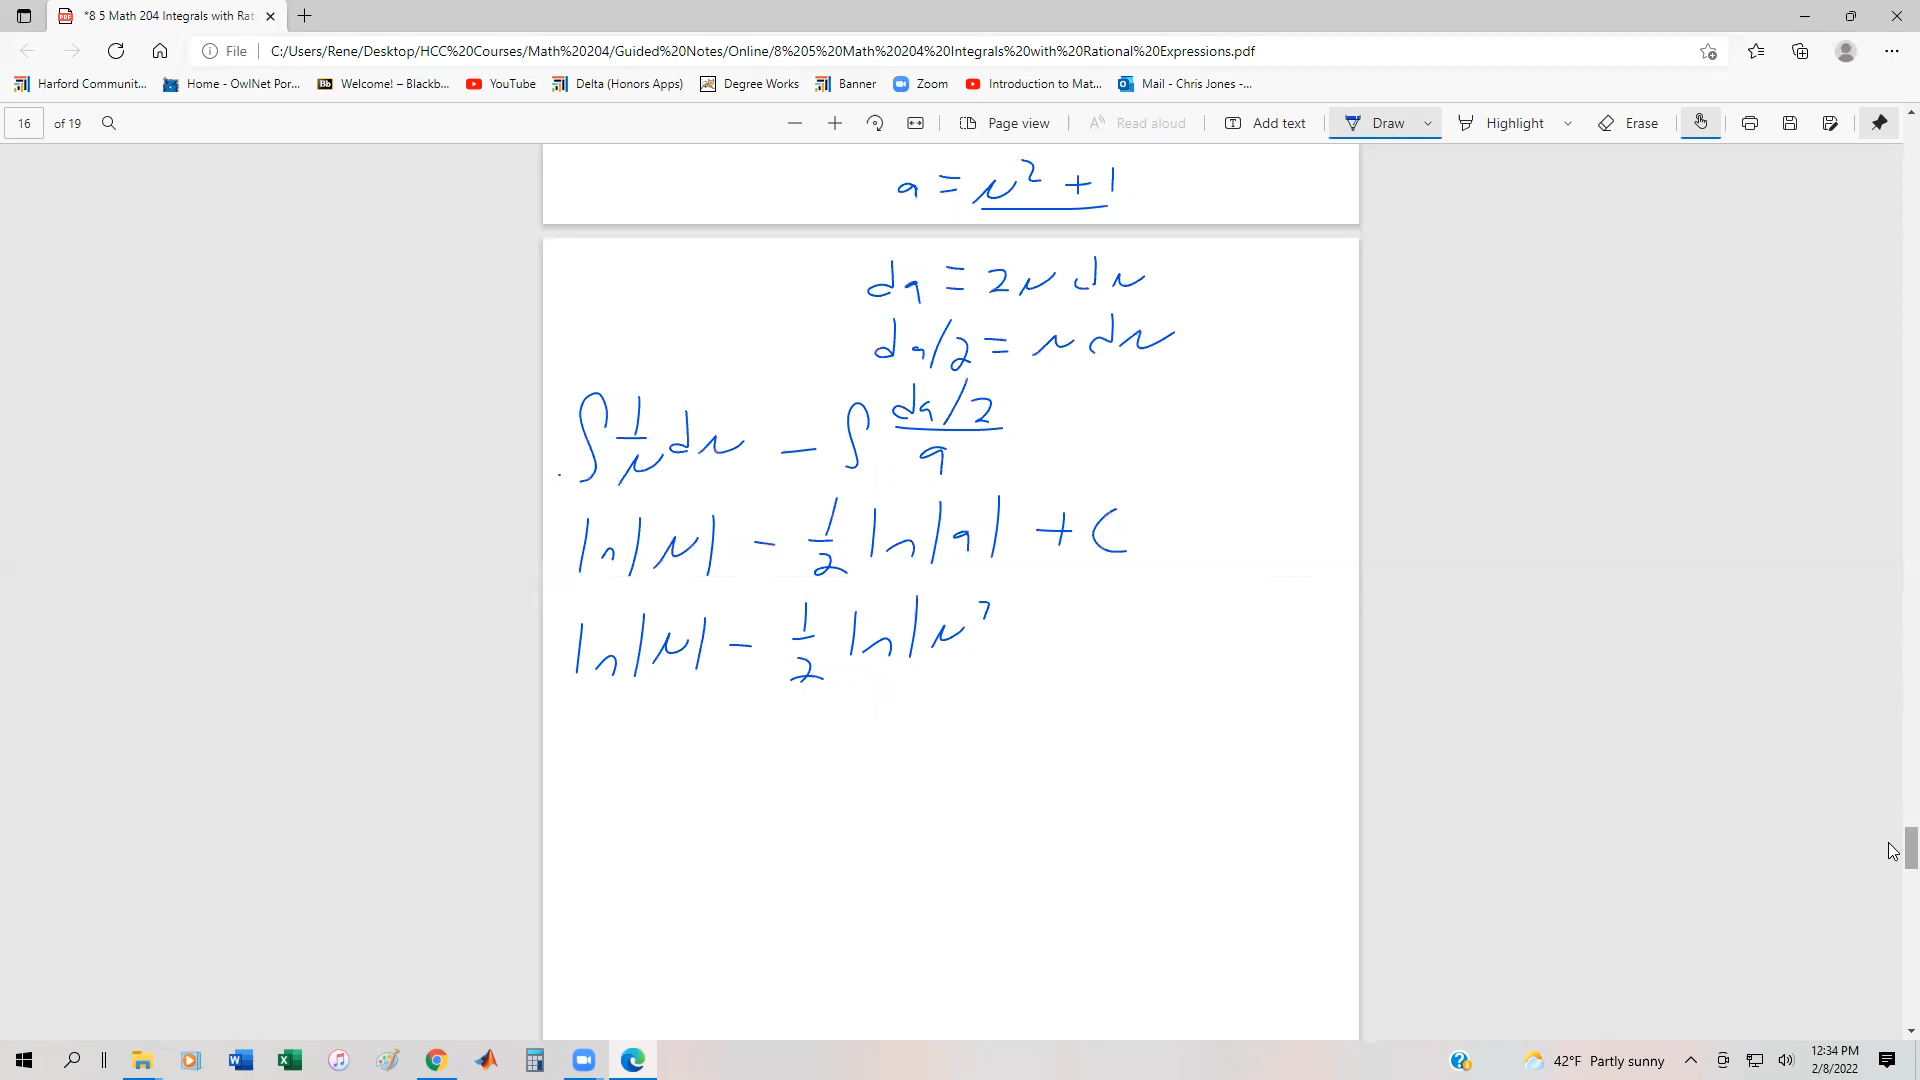 *8 5 Math 204 Integrals with Rat
File C:/Users/Rene/Desktop/HCC%20Courses/Math%20204/Guided%20Notes/Online/8%205%20Math%20204%20Integrals%20with%20Rational%20Expressions.pdf
Harford Communit... Home - OwlNet Por... Bb Welcome! – Blackb... YouTube Delta (Honors Apps) Degree Works Banner Zoom Introduction to Mat... Mail - Chris Jones -...
16 of 19 Page view Read aloud Add text Draw Highlight Erase
a = u² + 1
da = 2u du
da/2 = u du
∫ 1/u du - ∫ (da/2)/a
ln|u| - 1/2 ln|a| + C
ln|u| - 1/2 ln|u²
42°F Partly sunny 12:34 PM
2/8/2022